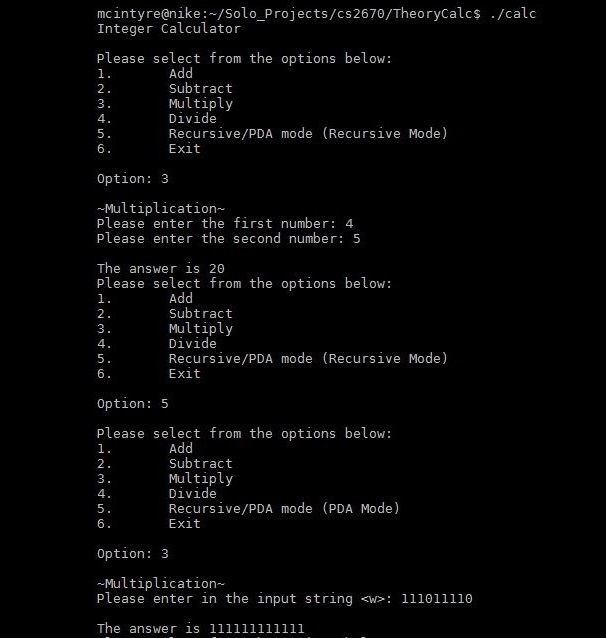 mcintyre@nike:~/Solo_Projects/cs2670/TheoryCalc$ ./calc
Integer Calculator
Please select from the options below:
1. Add
2. Subtract
3. Multiply
4. Divide
5. Recursive/PDA mode (Recursive Mode)
6. Exit
Option: 3
~Multiplication~
Please enter the first number: 4
Please enter the second number: 5
The answer is 20
Please select from the options below:
1. Add
2. Subtract
3. Multiply
4. Divide
5. Recursive/PDA mode (Recursive Mode)
6. Exit
Option: 5
Please select from the options below:
1. Add
2. Subtract
3. Multiply
4. Divide
5. Recursive/PDA mode (PDA Mode)
6. Exit
Option: 3
~Multiplication~
Please enter in the input string <w>: 111011110
The answer is 111111111111